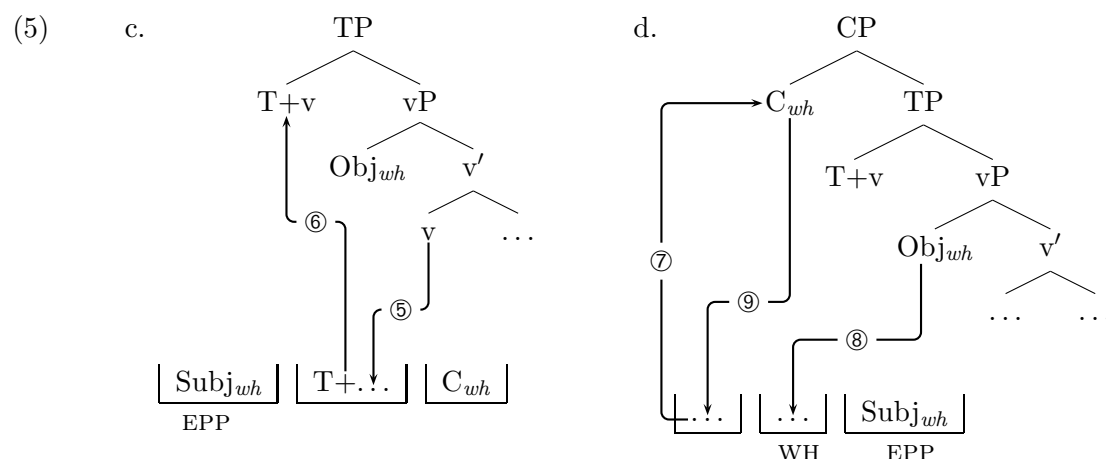 (5) c. TP d. CP
T+v vP C_wh TP
Obj_wh v′ T+v vP
⑥ v … Obj_wh v′
⑦
⑤ ⑨ … ..
⑧
Subj_wh T+… C_wh
EPP … … Subj_wh
WH EPP